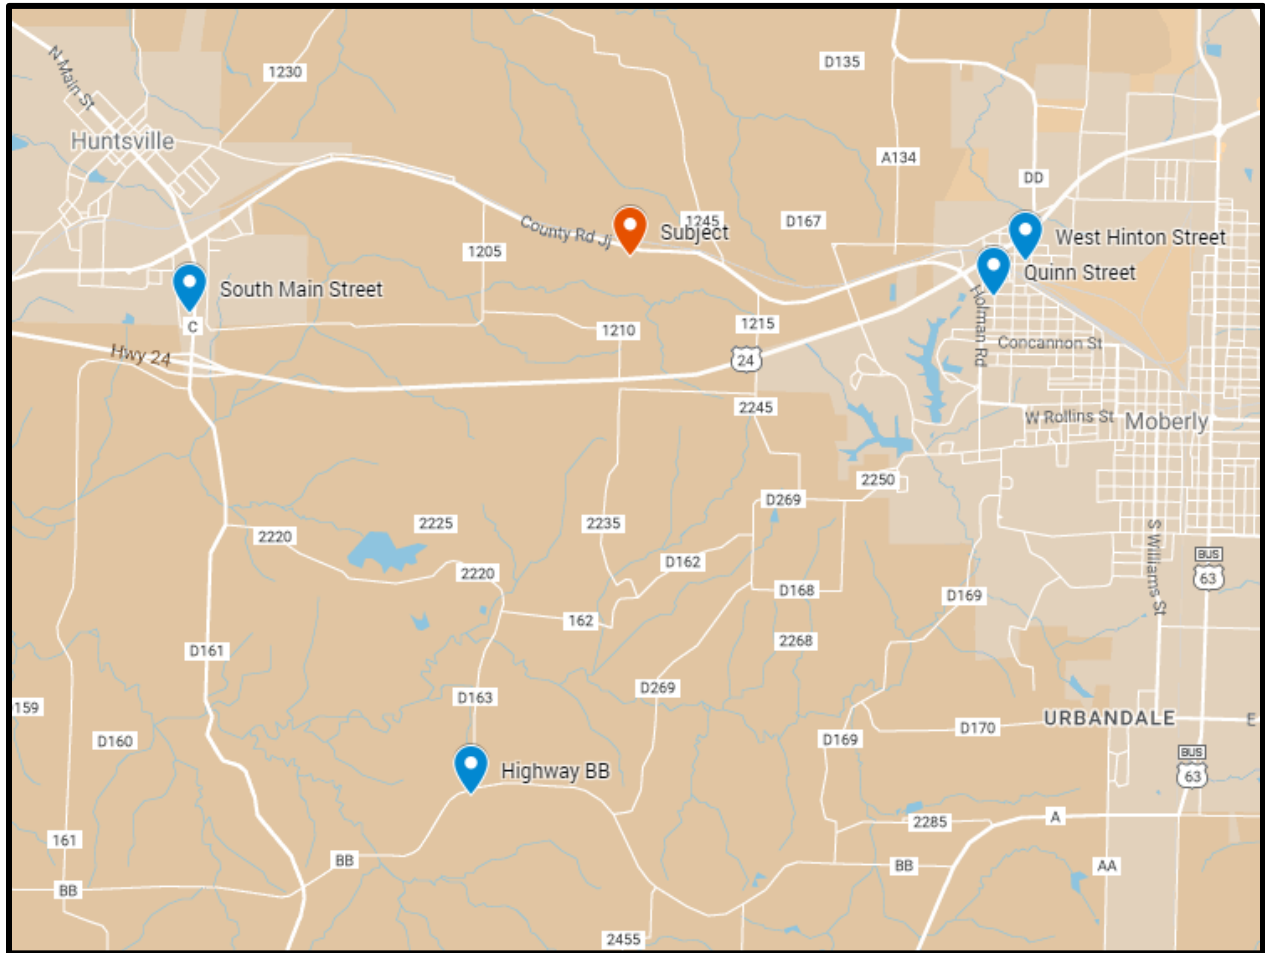 N Main St
1230
D135
Huntsville
A134
DD
County Rd Jj
1245
Subject
D167
West Hinton Street
1205
Quinn Street
South Main Street
Holman Rd
C
1210
1215
Hwy 24
24
Concannon St
2245
W Rollins St
Moberly
2250
D269
2220
2225
2235
S Williams St
BUS
63
D162
2220
D168
D169
162
2268
D161
D269
D163
159
D160
D169
D170
URBANDALE
E
BUS
63
Highway BB
161
2285
A
BB
BB
BB
AA
2455